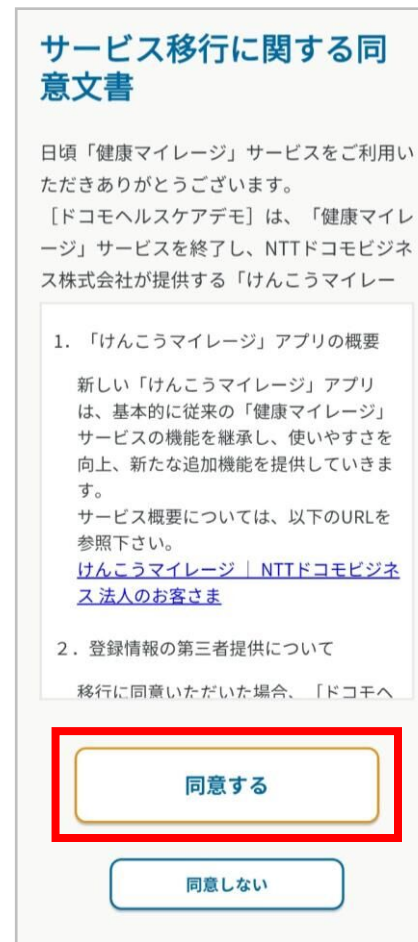 サービス移行に関する同
意文書
日頃「健康マイレージ」サービスをご利用い
ただきありがとうございます。
［ドコモヘルスケアデモ］は、「健康マイレ
ージ」サービスを終了し、NTTドコモビジネ
ス株式会社が提供する「けんこうマイレー
1. 「けんこうマイレージ」アプリの概要
新しい「けんこうマイレージ」アプリ
は、基本的に従来の「健康マイレージ」
サービスの機能を継承し、使いやすさを
向上、新たな追加機能を提供していきま
す。
サービス概要については、以下のURLを
参照下さい。
けんこうマイレージ ｜ NTTドコモビジネ
ス 法人のお客さま
２．登録情報の第三者提供について
移行に同意いただいた場合、［ドコモヘ
同意する
同意しない